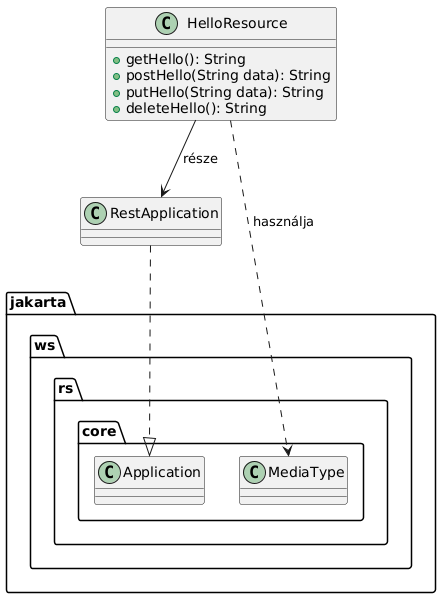 C HelloResource
getHello(): String
postHello(String data): String
putHello(String data): String
deleteHello(): String
része
C RestApplication
használja
jakarta
ws
rs
core
C Application
C MediaType